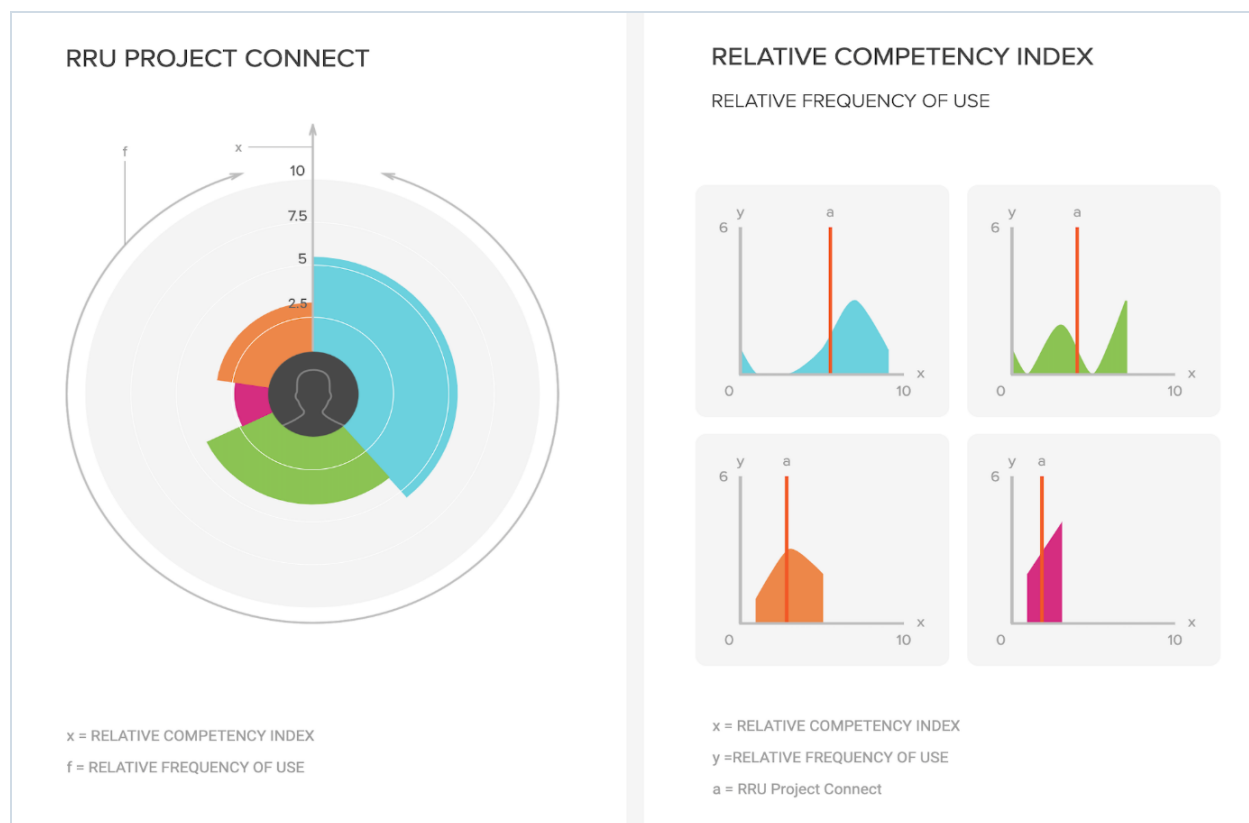 RRU PROJECT CONNECT
f
x
10
7.5
5
2.5
x = RELATIVE COMPETENCY INDEX
f = RELATIVE FREQUENCY OF USE
RELATIVE COMPETENCY INDEX
RELATIVE FREQUENCY OF USE
y a
6
x
0 10
y a
6
x
0 10
y a
6
x
0 10
y a
6
x
0 10
x = RELATIVE COMPETENCY INDEX
y =RELATIVE FREQUENCY OF USE
a = RRU Project Connect